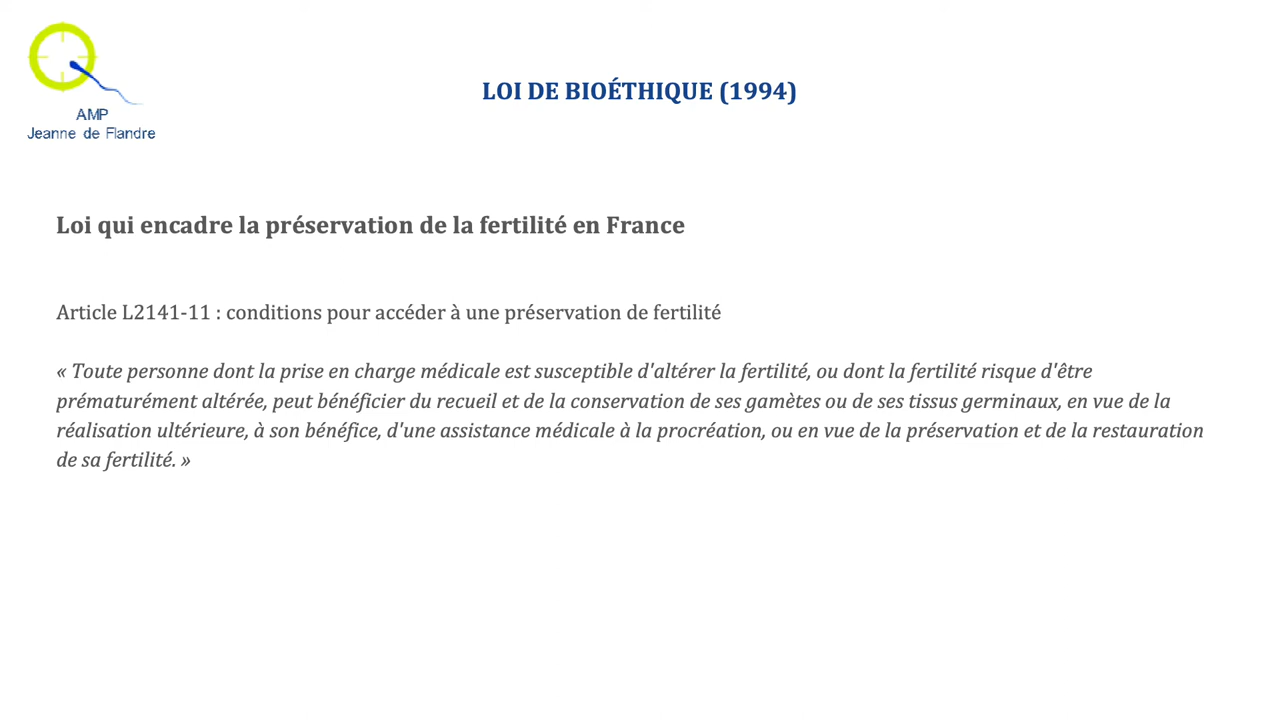 AMP
Jeanne de Flandre
LOI DE BIOÉTHIQUE (1994)
Loi qui encadre la préservation de la fertilité en France
Article L2141-11 : conditions pour accéder à une préservation de fertilité
« Toute personne dont la prise en charge médicale est susceptible d'altérer la fertilité, ou dont la fertilité risque d'être
prématurément altérée, peut bénéficier du recueil et de la conservation de ses gamètes ou de ses tissus germinaux, en vue de la
réalisation ultérieure, à son bénéfice, d'une assistance médicale à la procréation, ou en vue de la préservation et de la restauration
de sa fertilité. »